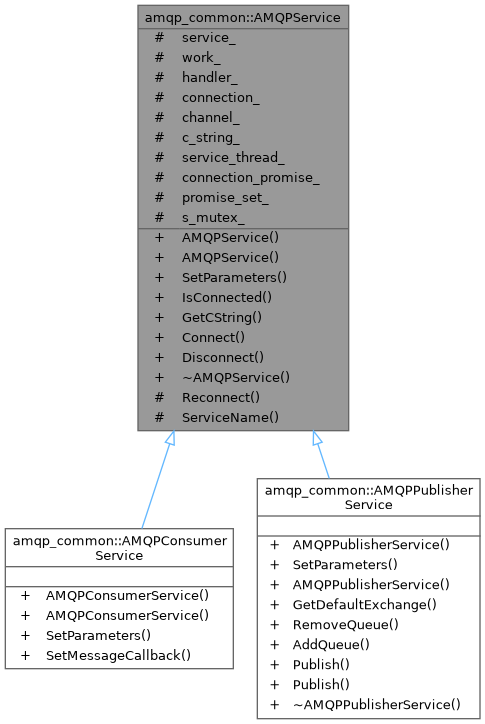 amqp_common::AMQPService
# service_
# work_
# handler_
# connection_
# channel_
# c_string_
# service_thread_
# connection_promise_
# promise_set_
# s_mutex_
+ AMQPService()
+ AMQPService()
+ SetParameters()
+ IsConnected()
+ GetCString()
+ Connect()
+ Disconnect()
+ ~AMQPService()
# Reconnect()
# ServiceName()
amqp_common::AMQPConsumer
Service
+ AMQPConsumerService()
+ AMQPConsumerService()
+ SetParameters()
+ SetMessageCallback()
amqp_common::AMQPPublisher
Service
+ AMQPPublisherService()
+ SetParameters()
+ AMQPPublisherService()
+ GetDefaultExchange()
+ RemoveQueue()
+ AddQueue()
+ Publish()
+ Publish()
+ ~AMQPPublisherService()